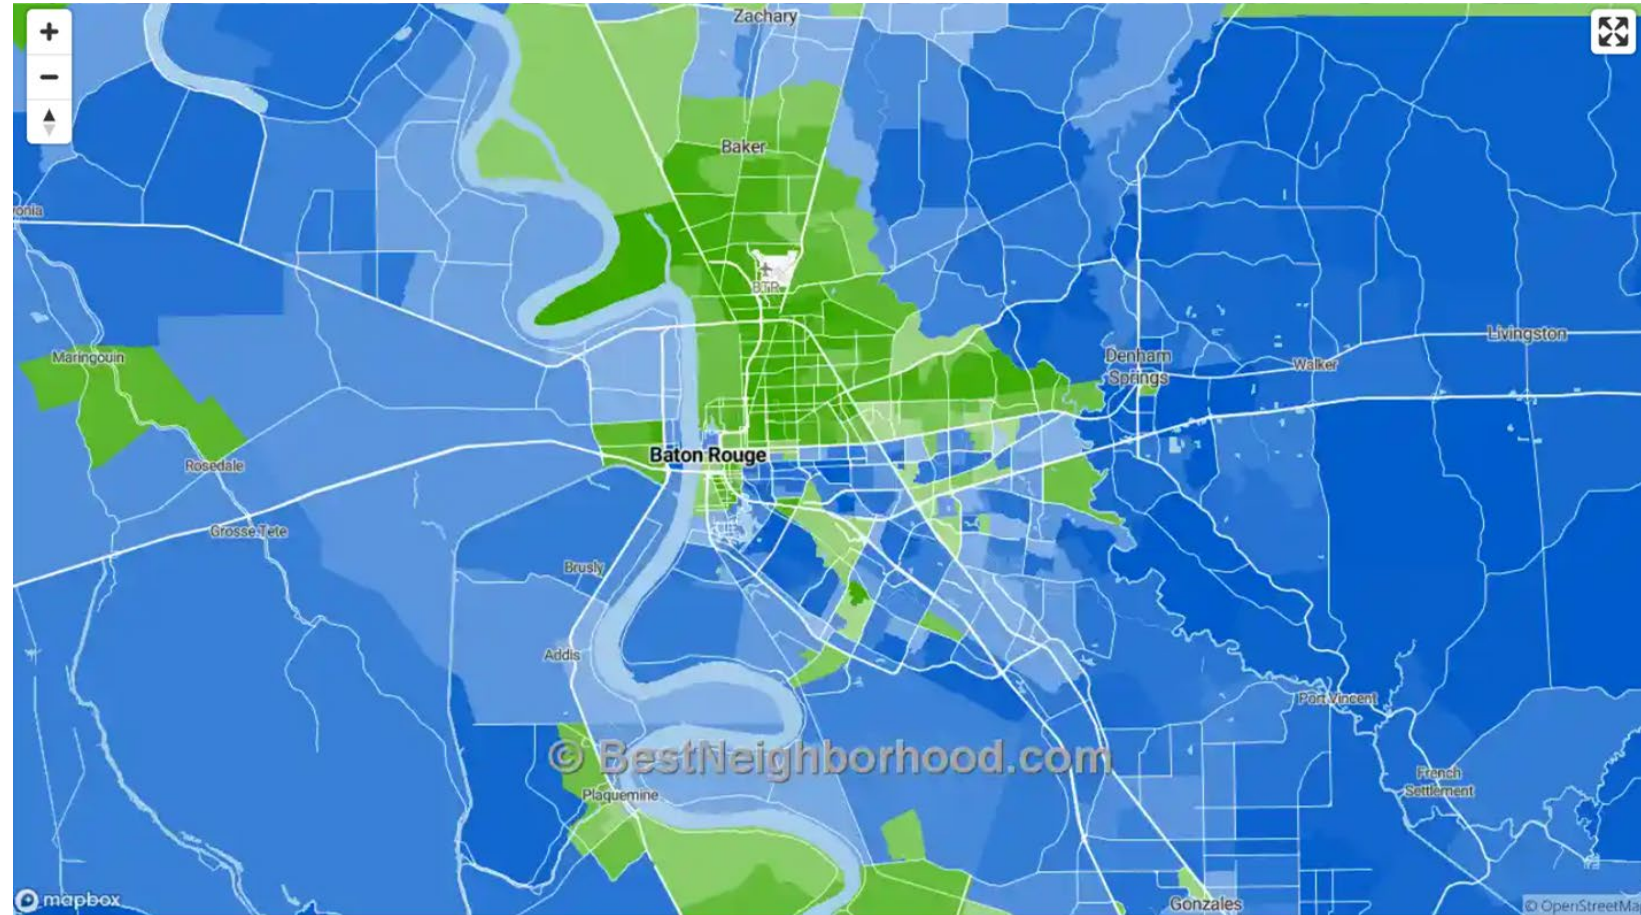 +
Zachary
−
Baker
onia
BTR
Livingston
Maringouin
Denham
Springs
Walker
Baton Rouge
Rosedale
Grosse Tete
Brusly
Addis
Port Vincent
© BestNeighborhood.com
French
Settlement
Plaquemine
mapbox
Gonzales
© OpenStreetMa